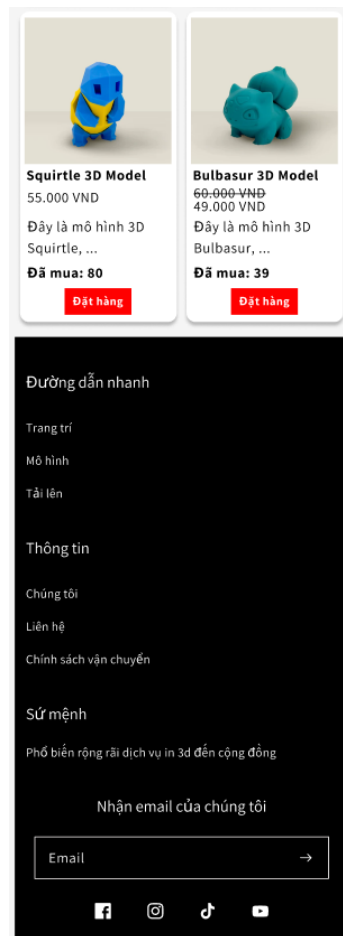 Squirtle 3D Model
55.000 VND
Đây là mô hình 3D
Squirtle, ...
Đã mua: 80
Đặt hàng
Bulbasur 3D Model
60.000 VND
49.000 VND
Đây là mô hình 3D
Bulbasur, ...
Đã mua: 39
Đặt hàng
Đường dẫn nhanh
Trang trí
Mô hình
Tải lên
Thông tin
Chúng tôi
Liên hệ
Chính sách vận chuyển
Sứ mệnh
Phổ biến rộng rãi dịch vụ in 3d đến cộng đồng
Nhận email của chúng tôi
Email